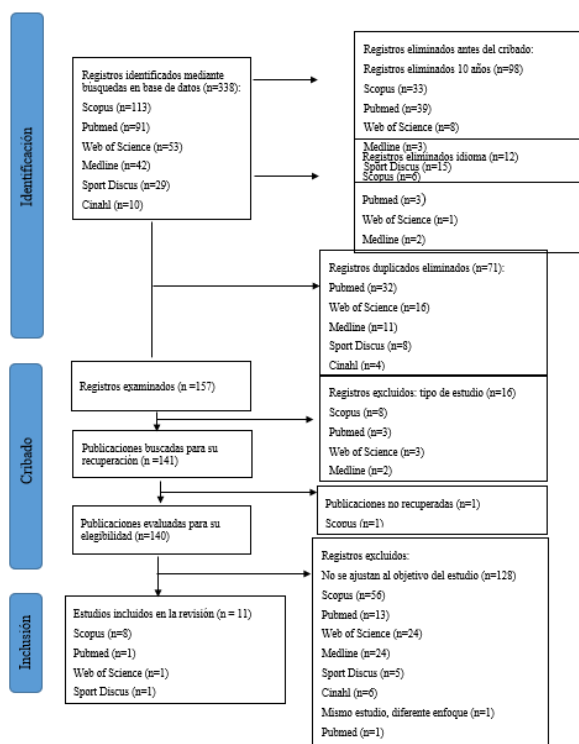 Identificación
Registros identificados mediante
búsquedas en base de datos (n=338):
Scopus (n=113)
Pubmed (n=91)
Web of Science (n=53)
Medline (n=42)
Sport Discus (n=29)
Cinahl (n=10)
Registros eliminados antes del cribado:
Registros eliminados 10 años (n=98)
Scopus (n=33)
Pubmed (n=39)
Web of Science (n=8)
Medline (n=3)
Sport Discus (n=15)
Registros eliminados idioma (n=12)
Scopus (n=6)
Pubmed (n=3)
Web of Science (n=1)
Medline (n=2)
Registros duplicados eliminados (n=71):
Pubmed (n=32)
Web of Science (n=16)
Medline (n=11)
Sport Discus (n=8)
Cinahl (n=4)
Cribado
Registros examinados (n =157)
Registros excluidos: tipo de estudio (n=16)
Scopus (n=8)
Pubmed (n=3)
Web of Science (n=3)
Medline (n=2)
Publicaciones buscadas para su
recuperación (n =141)
Publicaciones no recuperadas (n=1)
Scopus (n=1)
Publicaciones evaluadas para su
elegibilidad (n=140)
Registros excluidos:
No se ajustan al objetivo del estudio (n=128)
Scopus (n=56)
Pubmed (n=13)
Web of Science (n=24)
Medline (n=24)
Sport Discus (n=5)
Cinahl (n=6)
Mismo estudio, diferente enfoque (n=1)
Pubmed (n=1)
Inclusión
Estudios incluidos en la revisión (n = 11)
Scopus (n=8)
Pubmed (n=1)
Web of Science (n=1)
Sport Discus (n=1)